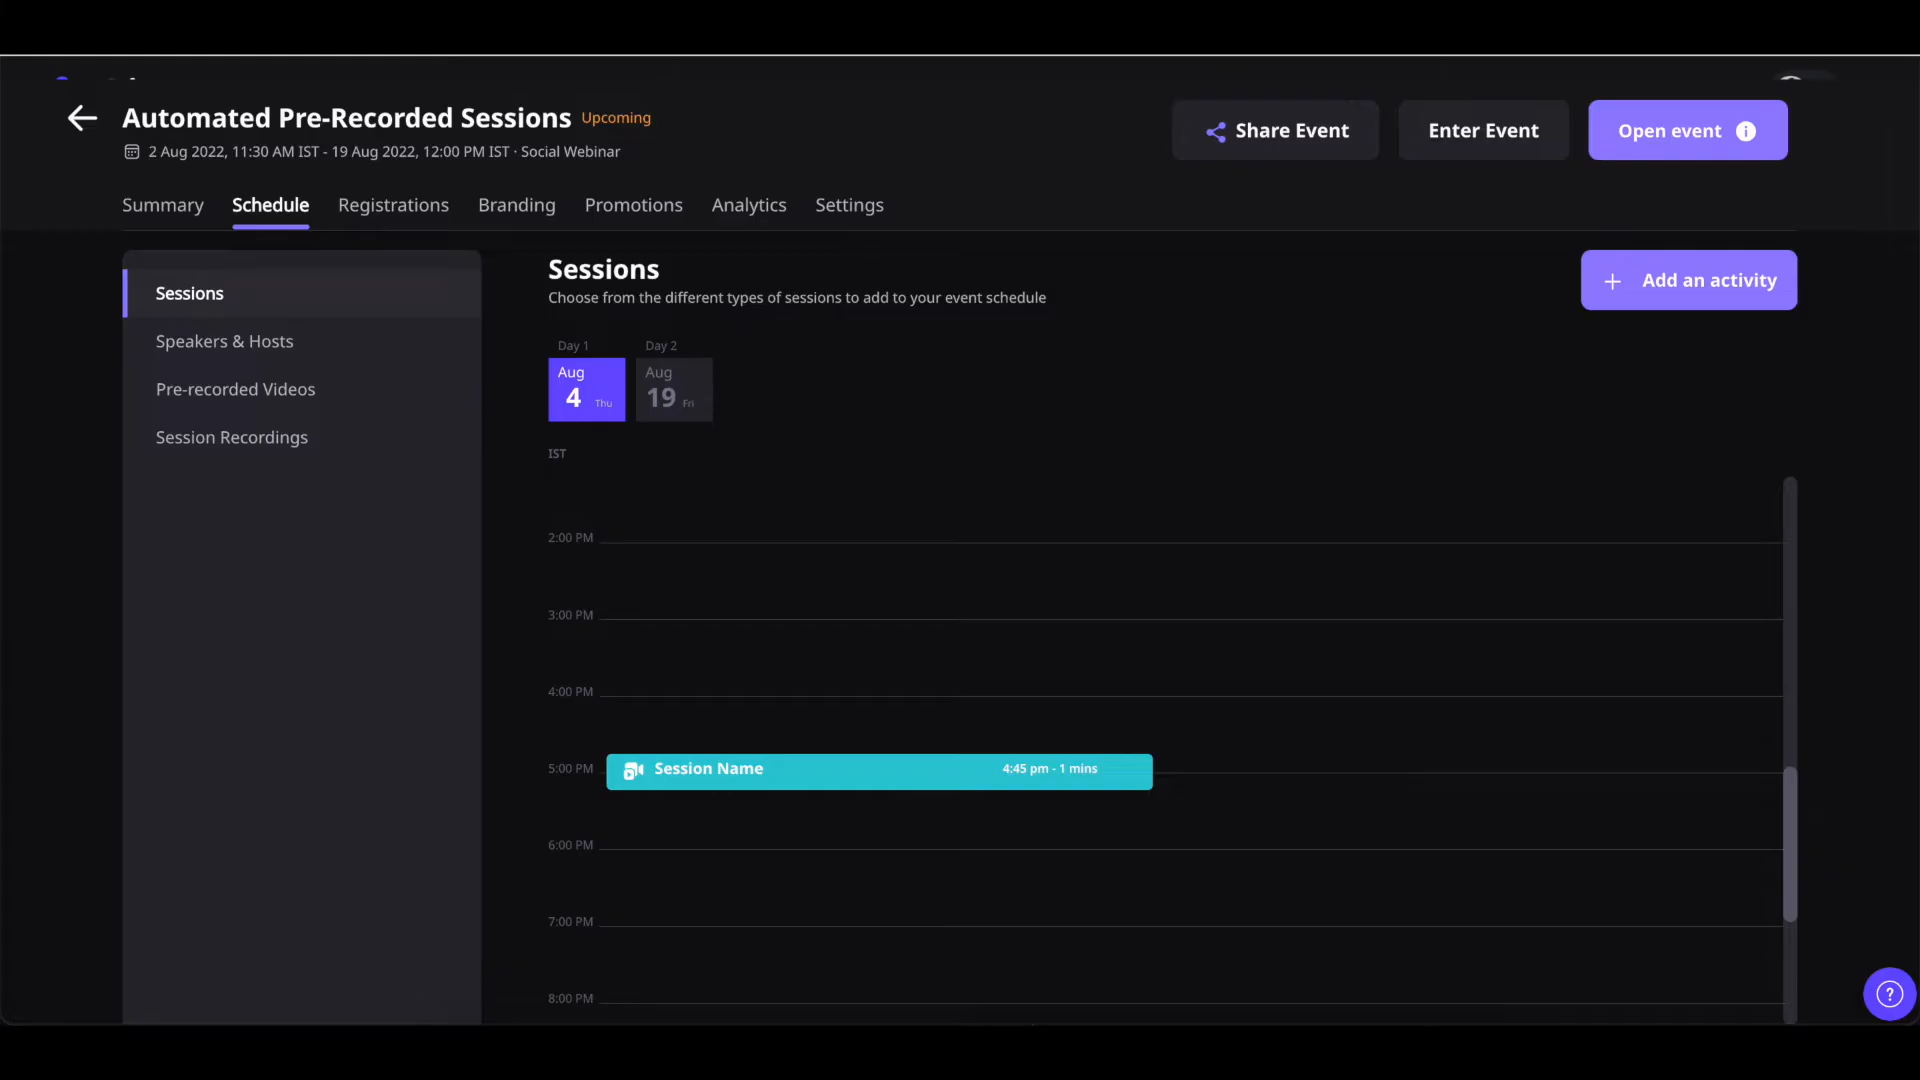 Automated Pre-Recorded Sessions Upcoming
2 Aug 2022, 11:30 AM IST - 19 Aug 2022, 12:00 PM IST · Social Webinar
Share Event
Enter Event
Open event
Summary Schedule Registrations Branding Promotions Analytics Settings
Sessions
Speakers & Hosts
Pre-recorded Videos
Session Recordings
Sessions
Choose from the different types of sessions to add to your event schedule
+ Add an activity
Day 1 Day 2
Aug Aug
4 Thu 19 Fri
IST
2:00 PM
3:00 PM
4:00 PM
5:00 PM Session Name 4:45 pm - 1 mins
6:00 PM
7:00 PM
8:00 PM
?